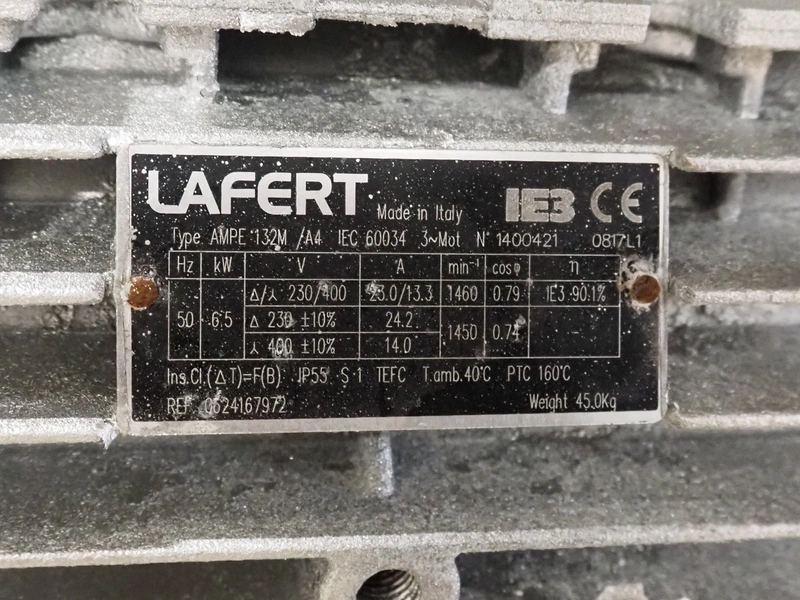 LAFERT Made in Italy IE3 CE
Type AMPE 132M /A4 IEC 60034 3~Mot N° 1400421 0817L1
Hz kW V A min⁻¹ cosφ η
50 6.5 Δ/⅄ 230/400 23.0/13.3 1460 0.79 IE3 90.1%
Δ 230 ±10% 24.2 1450 0.74 –
⅄ 400 ±10% 14.0
Ins.Cl.(ΔT)=F(B) IP55 S1 TEFC T.amb.40°C PTC 160°C
REF 0624167972 Weight 45.0Kg